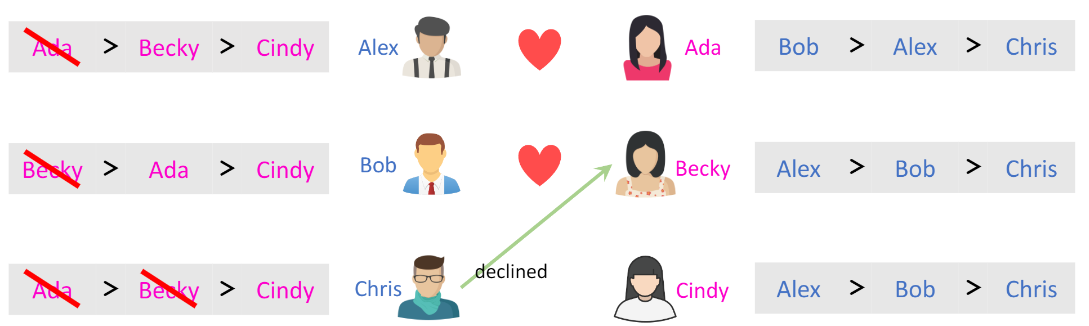 Ada > Becky > Cindy Alex Ada Bob > Alex > Chris
Becky > Ada > Cindy Bob Becky Alex > Bob > Chris
declined
Ada > Becky > Cindy Chris Cindy Alex > Bob > Chris